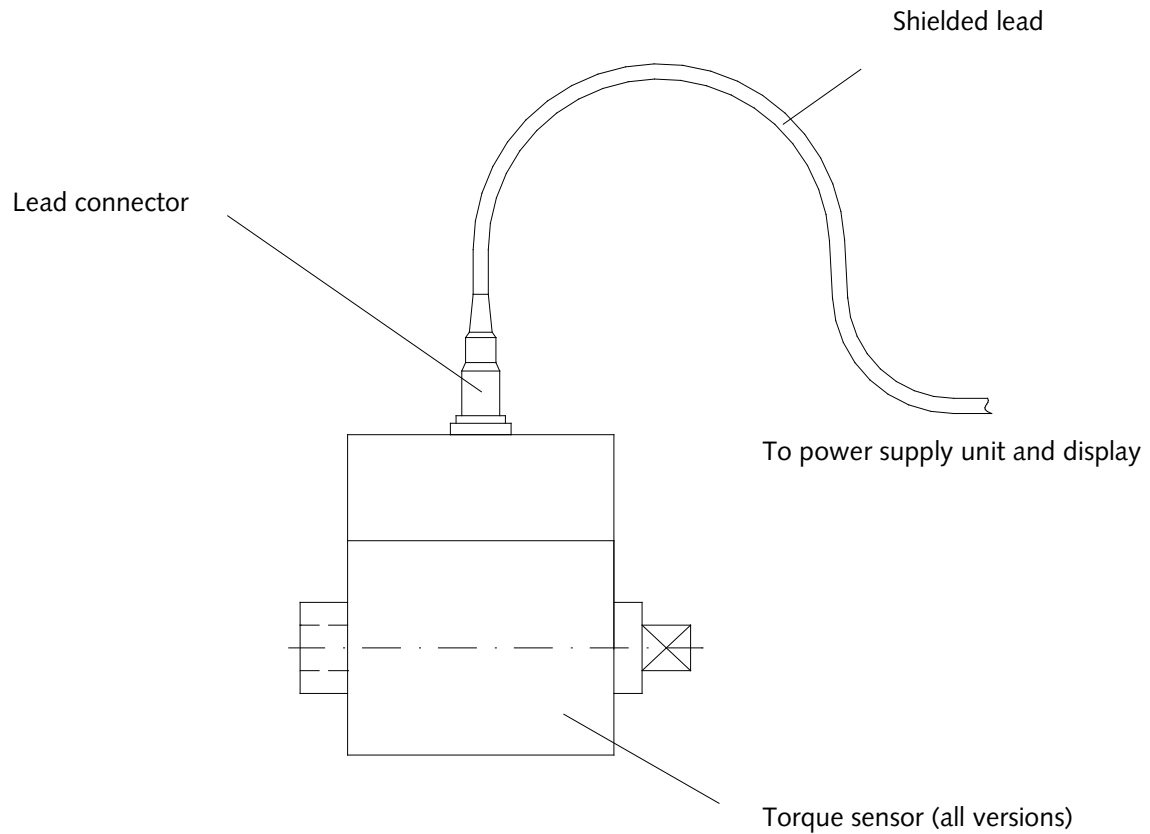 Shielded lead
Lead connector
To power supply unit and display
Torque sensor (all versions)